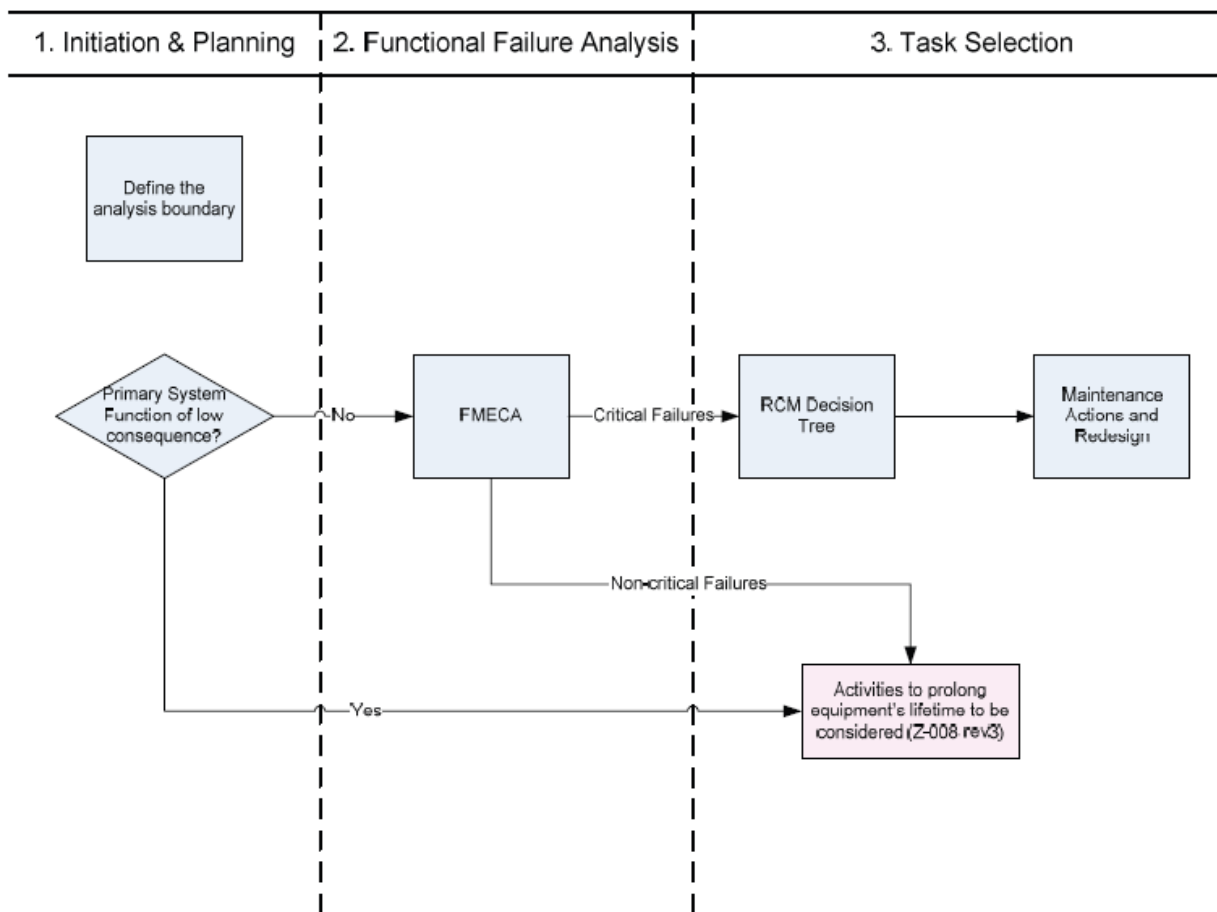 1. Initiation & Planning
2. Functional Failure Analysis
3. Task Selection
Define the
analysis boundary
Primary System
Function of low
consequence?
No
FMECA
Critical Failures
RCM Decision
Tree
Maintenance
Actions and
Redesign
Non-critical Failures
Yes
Activities to prolong
equipment's lifetime to be
considered (Z-008 rev3)